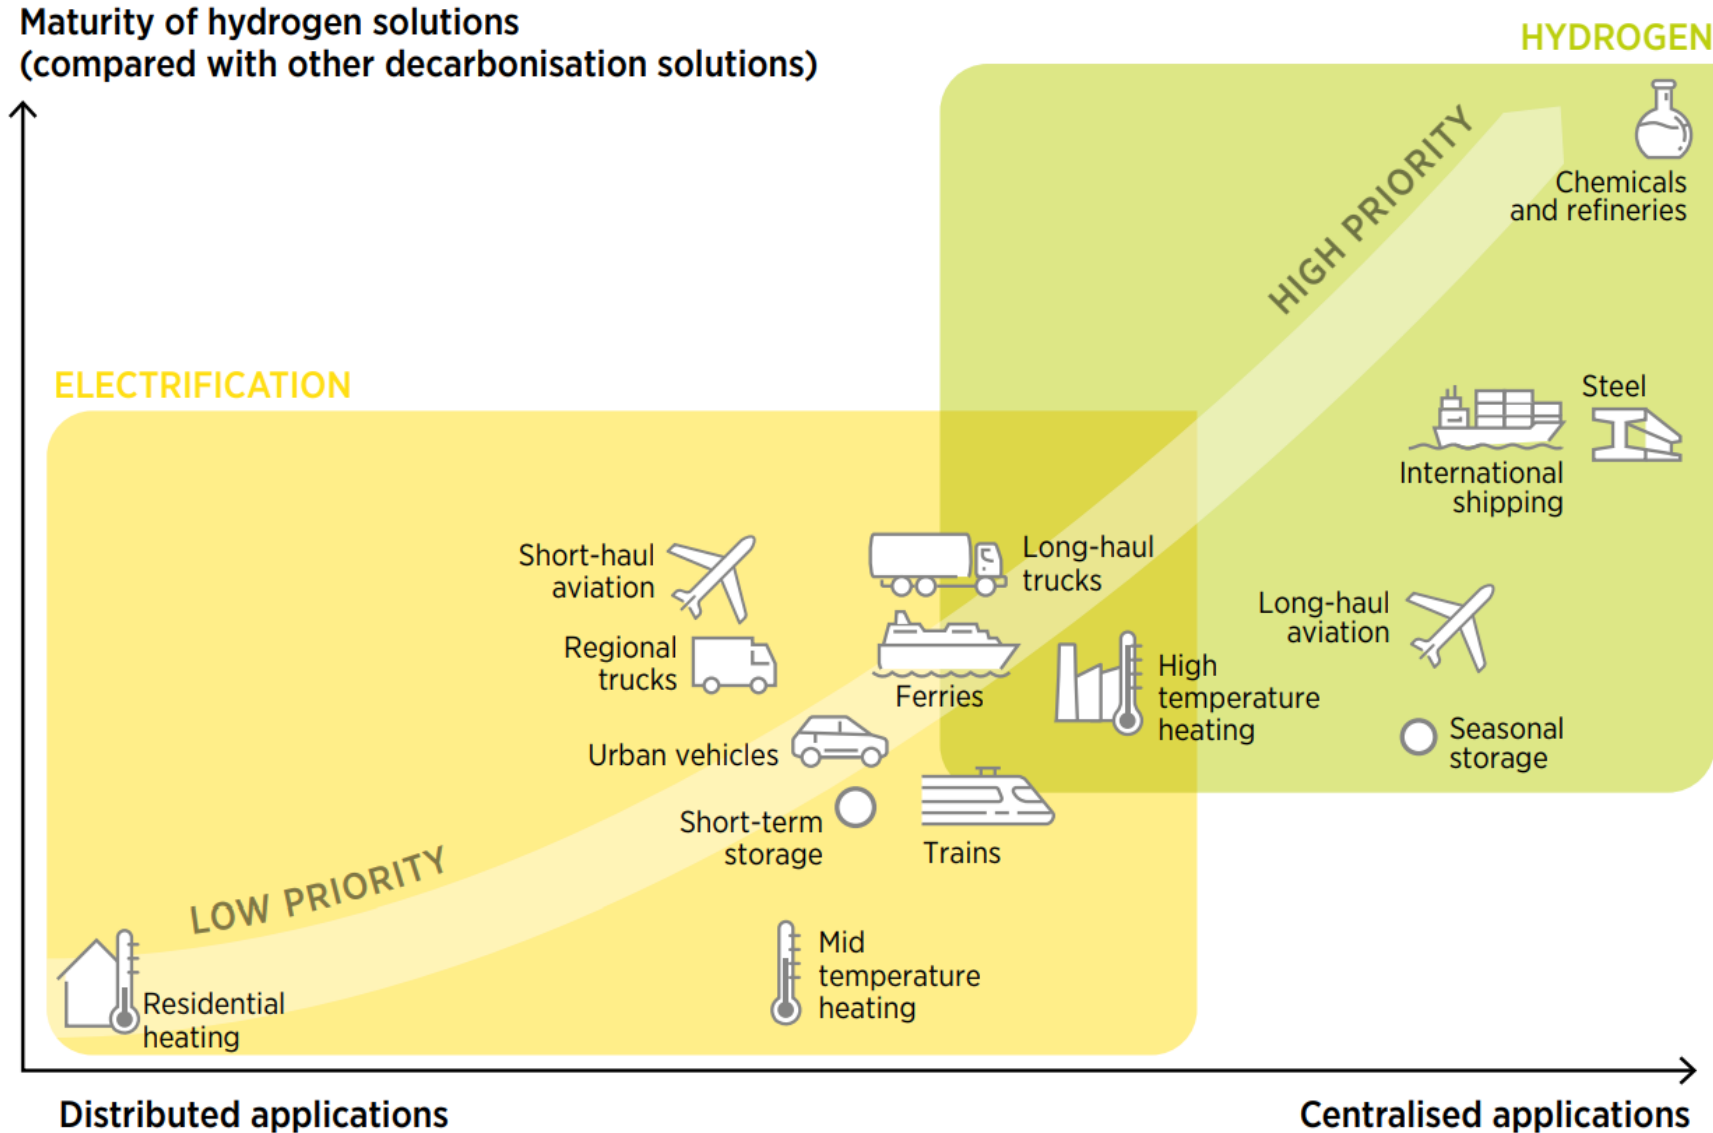 Maturity of hydrogen solutions
(compared with other decarbonisation solutions)
HYDROGEN
HIGH PRIORITY
Chemicals
and refineries
ELECTRIFICATION
Steel
International
shipping
Short-haul
aviation
Long-haul
trucks
Long-haul
aviation
Regional
trucks
Ferries
High
temperature
heating
Urban vehicles
Seasonal
storage
Short-term
storage
Trains
LOW PRIORITY
Mid
temperature
heating
Residential
heating
Distributed applications
Centralised applications